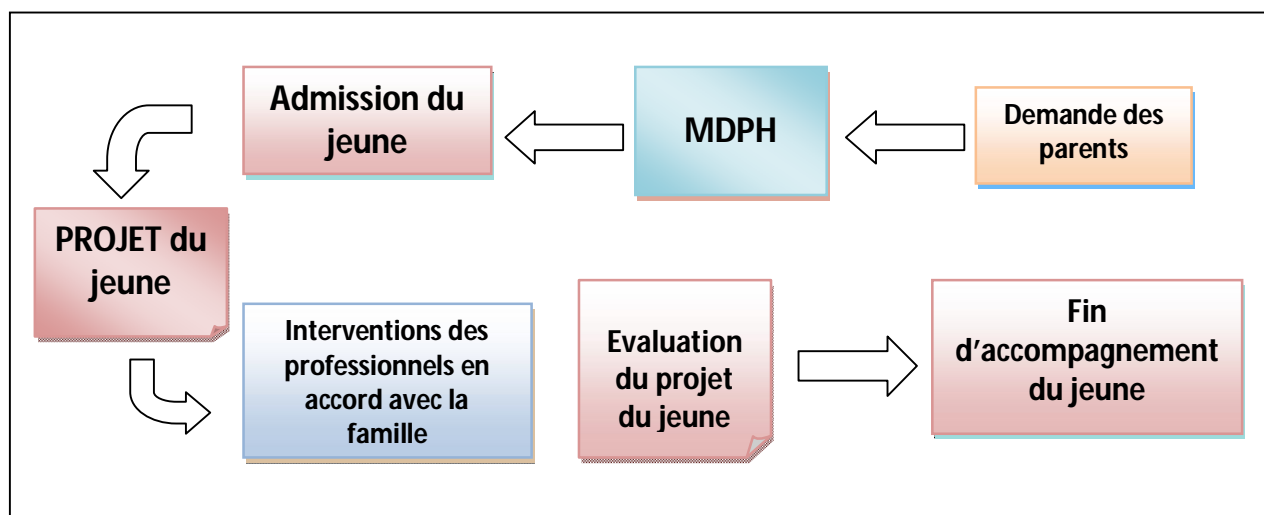 Admission du
jeune
MDPH
Demande des
parents
PROJET du
jeune
Interventions des
professionnels en
accord avec la
famille
Evaluation
du projet
du jeune
Fin
d'accompagnement
du jeune